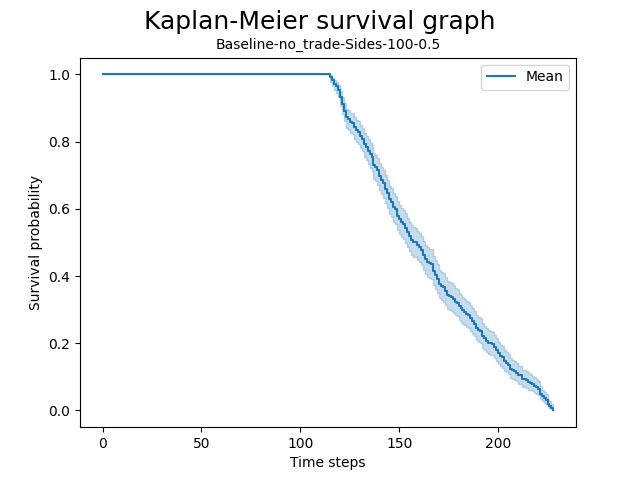 Kaplan-Meier survival graph
Baseline-no_trade-Sides-100-0.5
Mean
Survival probability
1.0
0.8
0.6
0.4
0.2
0.0
0 50 100 150 200
Time steps